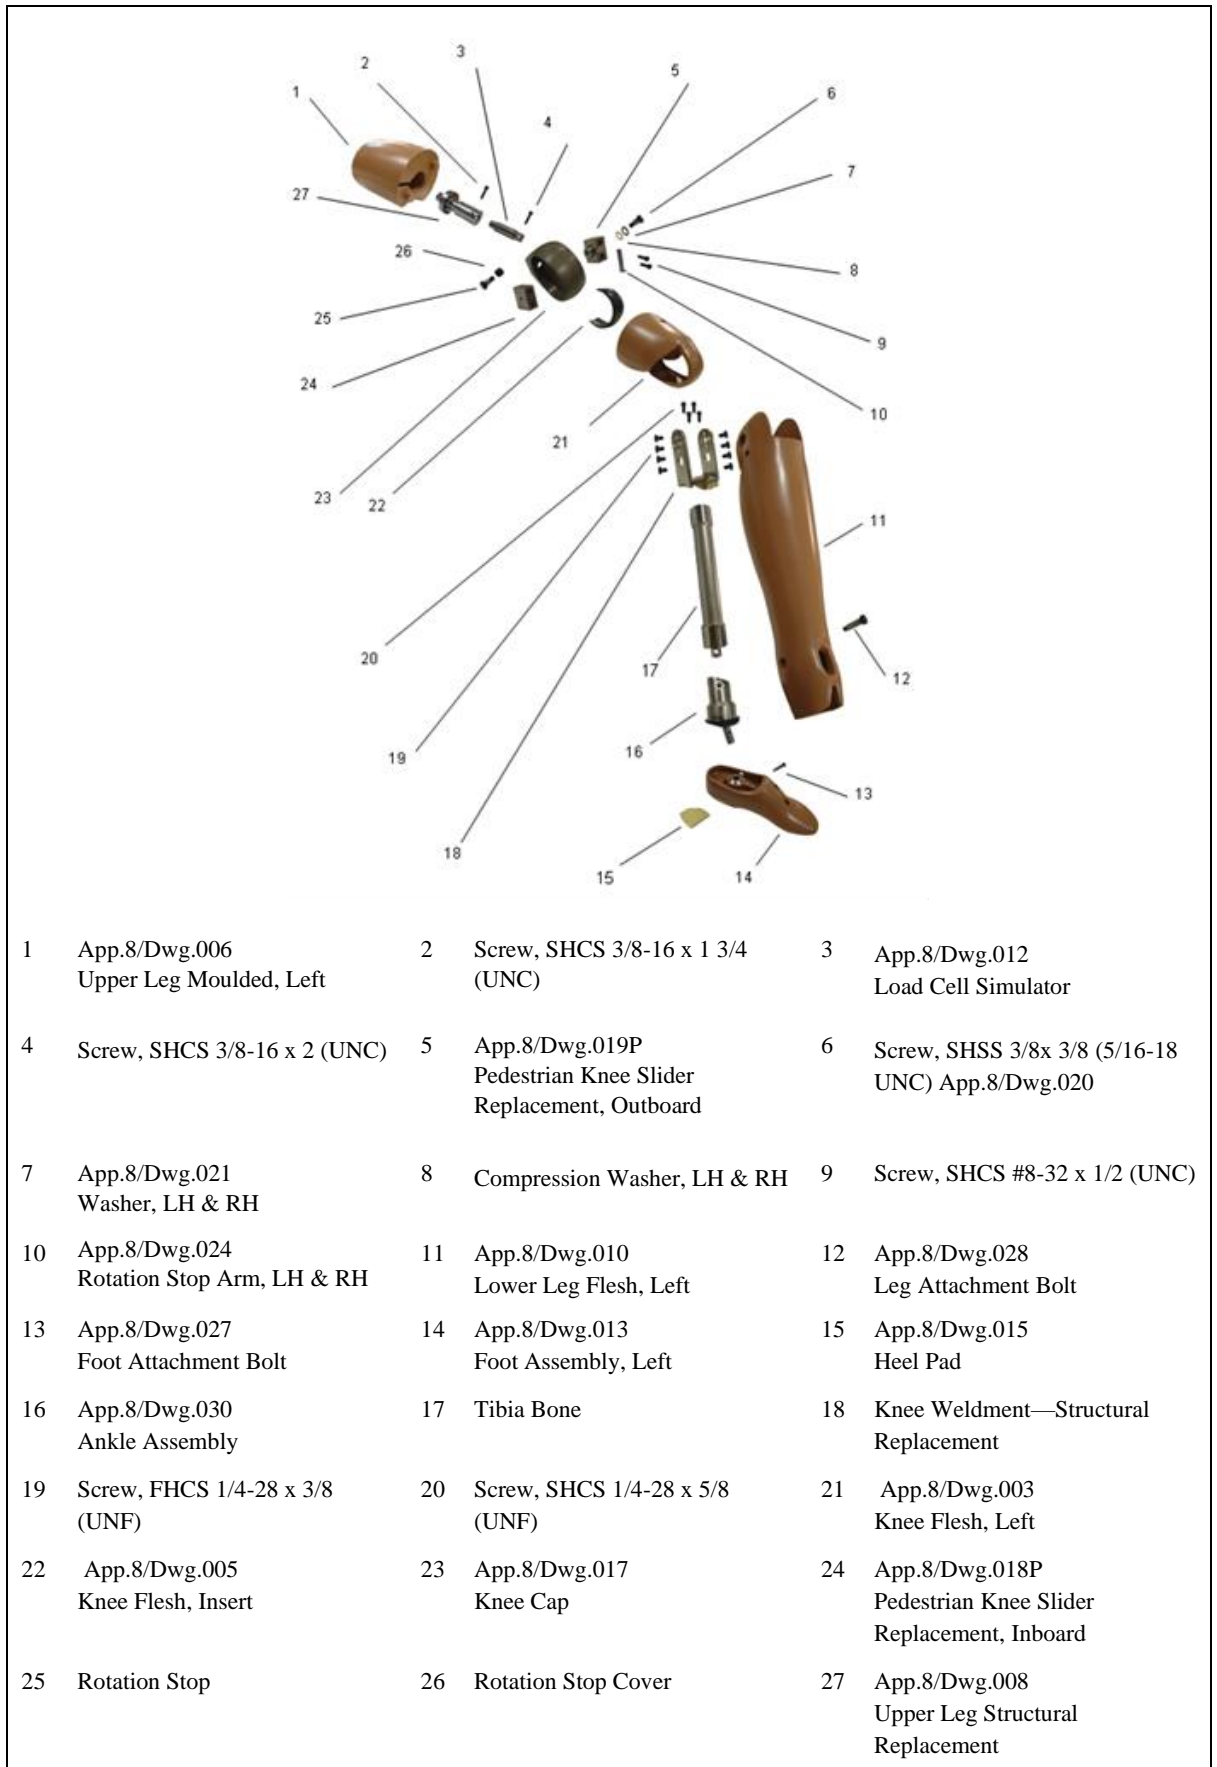 1
2
3
4
5
6
7
8
9
10
11
12
13
14
15
16
17
18
19
20
21
22
23
24
25
26
27
1 App.8/Dwg.006
Upper Leg Moulded, Left
2 Screw, SHCS 3/8-16 x 1 3/4
(UNC)
3 App.8/Dwg.012
Load Cell Simulator
4 Screw, SHCS 3/8-16 x 2 (UNC)
5 App.8/Dwg.019P
Pedestrian Knee Slider
Replacement, Outboard
6 Screw, SHSS 3/8x 3/8 (5/16-18
UNC) App.8/Dwg.020
7 App.8/Dwg.021
Washer, LH & RH
8 Compression Washer, LH & RH
9 Screw, SHCS #8-32 x 1/2 (UNC)
10 App.8/Dwg.024
Rotation Stop Arm, LH & RH
11 App.8/Dwg.010
Lower Leg Flesh, Left
12 App.8/Dwg.028
Leg Attachment Bolt
13 App.8/Dwg.027
Foot Attachment Bolt
14 App.8/Dwg.013
Foot Assembly, Left
15 App.8/Dwg.015
Heel Pad
16 App.8/Dwg.030
Ankle Assembly
17 Tibia Bone
18 Knee Weldment—Structural
Replacement
19 Screw, FHCS 1/4-28 x 3/8
(UNF)
20 Screw, SHCS 1/4-28 x 5/8
(UNF)
21 App.8/Dwg.003
Knee Flesh, Left
22 App.8/Dwg.005
Knee Flesh, Insert
23 App.8/Dwg.017
Knee Cap
24 App.8/Dwg.018P
Pedestrian Knee Slider
Replacement, Inboard
25 Rotation Stop
26 Rotation Stop Cover
27 App.8/Dwg.008
Upper Leg Structural
Replacement